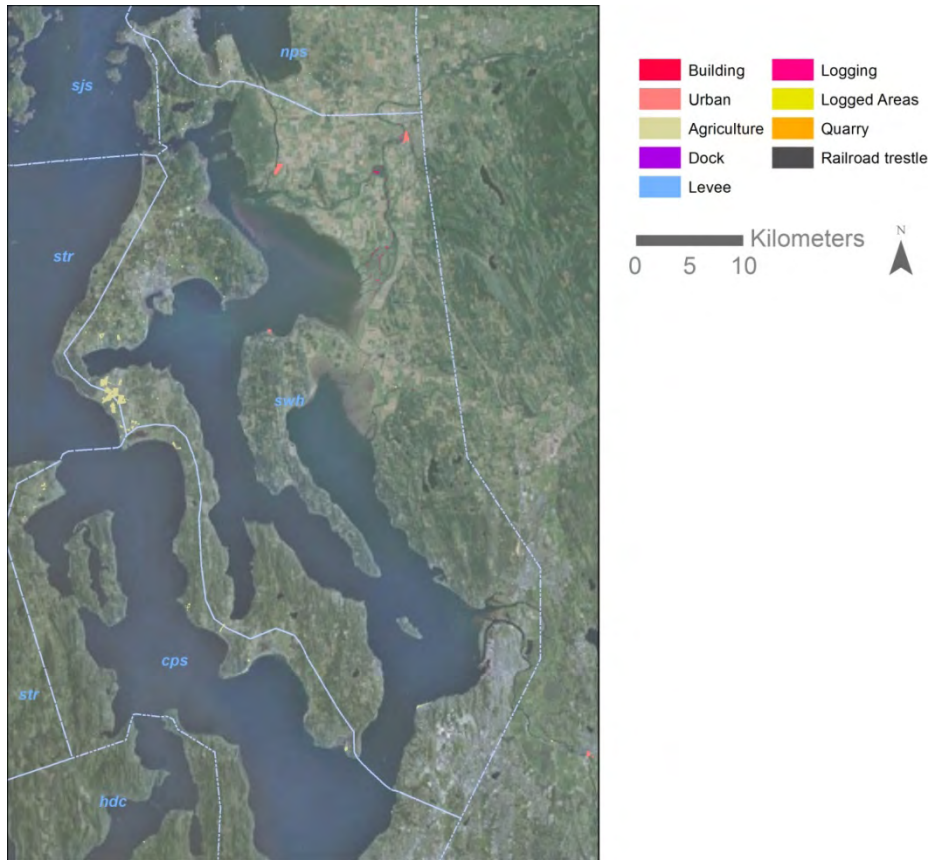 nps
sjs
str
swh
cps
str
hdc
Building
Urban
Agriculture
Dock
Levee
Logging
Logged Areas
Quarry
Railroad trestle
Kilometers
0 5 10
N